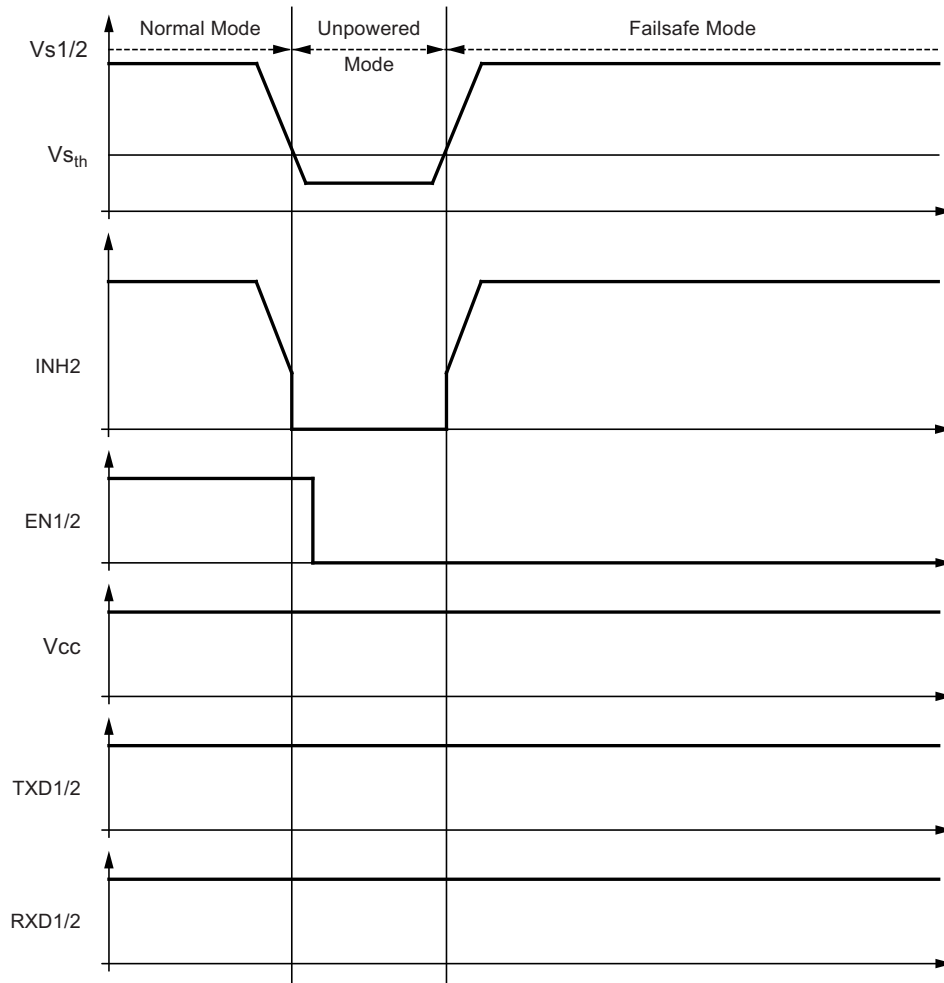 Normal Mode
Unpowered
Mode
Failsafe Mode
Vs1/2
Vsth
INH2
EN1/2
Vcc
TXD1/2
RXD1/2